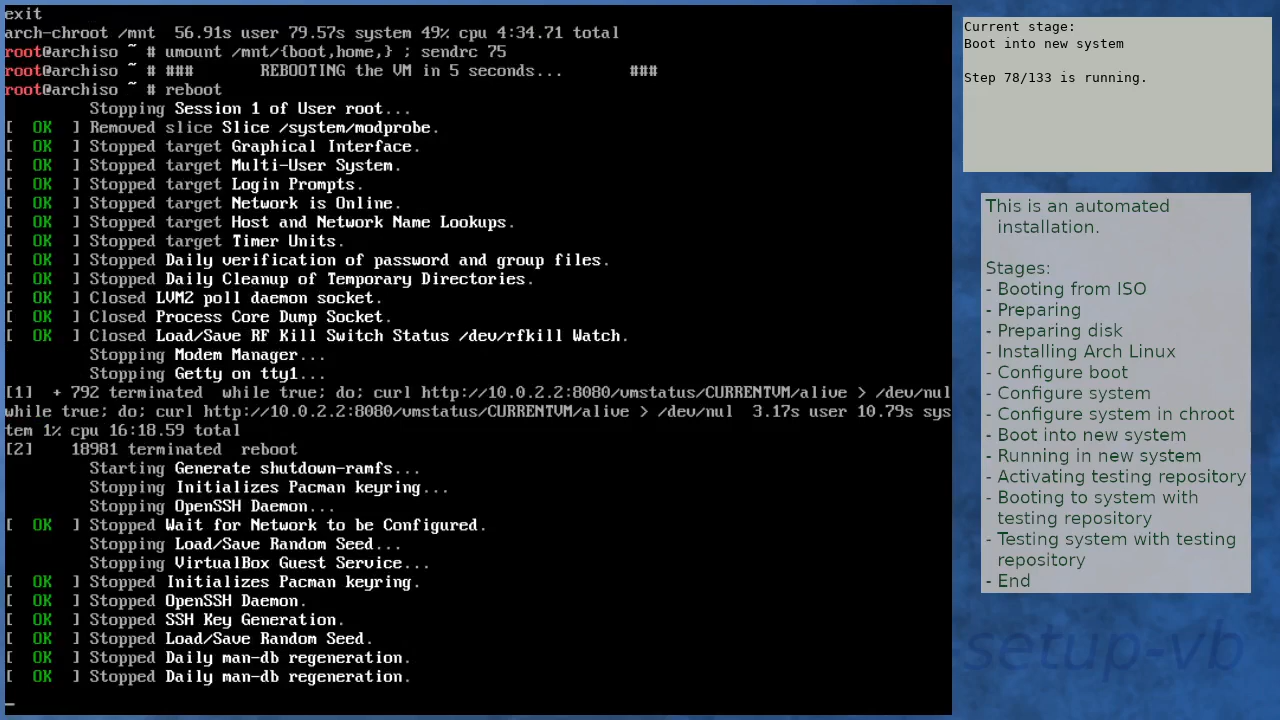 exit
arch-chroot /mnt  56.91s user 79.57s system 49% cpu 4:34.71 total
root@archiso ~ # umount /mnt/{boot,home,} ; sendrc 75
root@archiso ~ # ###       REBOOTING the VM in 5 seconds...       ###
root@archiso ~ # reboot
         Stopping Session 1 of User root...
[  OK  ] Removed slice Slice /system/modprobe.
[  OK  ] Stopped target Graphical Interface.
[  OK  ] Stopped target Multi-User System.
[  OK  ] Stopped target Login Prompts.
[  OK  ] Stopped target Network is Online.
[  OK  ] Stopped target Host and Network Name Lookups.
[  OK  ] Stopped target Timer Units.
[  OK  ] Stopped Daily verification of password and group files.
[  OK  ] Stopped Daily Cleanup of Temporary Directories.
[  OK  ] Closed LVM2 poll daemon socket.
[  OK  ] Closed Process Core Dump Socket.
[  OK  ] Closed Load/Save RF Kill Switch Status /dev/rfkill Watch.
         Stopping Modem Manager...
         Stopping Getty on tty1...
[1]  + 792 terminated  while true; do; curl http://10.0.2.2:8080/vmstatus/CURRENTVM/alive > /dev/nul
while true; do; curl http://10.0.2.2:8080/vmstatus/CURRENTVM/alive > /dev/nul  3.17s user 10.79s sys
tem 1% cpu 16:18.59 total
[2]    18981 terminated  reboot
         Starting Generate shutdown-ramfs...
         Stopping Initializes Pacman keyring...
         Stopping OpenSSH Daemon...
[  OK  ] Stopped Wait for Network to be Configured.
         Stopping Load/Save Random Seed...
         Stopping VirtualBox Guest Service...
[  OK  ] Stopped Initializes Pacman keyring.
[  OK  ] Stopped OpenSSH Daemon.
[  OK  ] Stopped SSH Key Generation.
[  OK  ] Stopped Load/Save Random Seed.
[  OK  ] Stopped Daily man-db regeneration.
[  OK  ] Stopped Daily man-db regeneration.
_
Current stage:
Boot into new system
Step 78/133 is running.
This is an automated
installation.
Stages:
- Booting from ISO
- Preparing
- Preparing disk
- Installing Arch Linux
- Configure boot
- Configure system
- Configure system in chroot
- Boot into new system
- Running in new system
- Activating testing repository
- Booting to system with
testing repository
- Testing system with testing
repository
- End
setup-vb